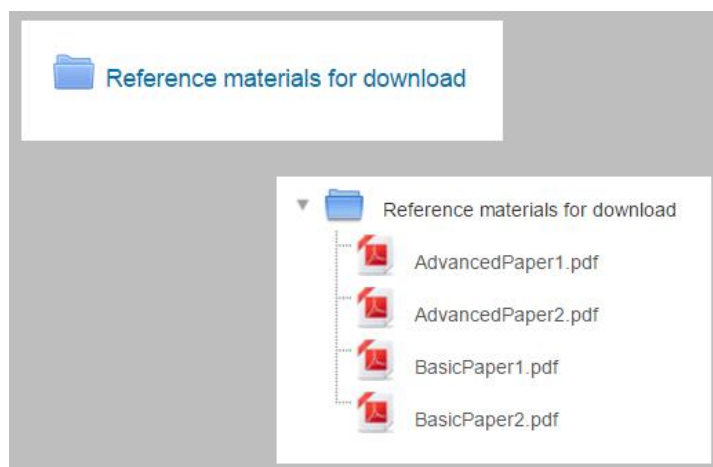 Reference materials for download
Reference materials for download
AdvancedPaper1.pdf
AdvancedPaper2.pdf
BasicPaper1.pdf
BasicPaper2.pdf